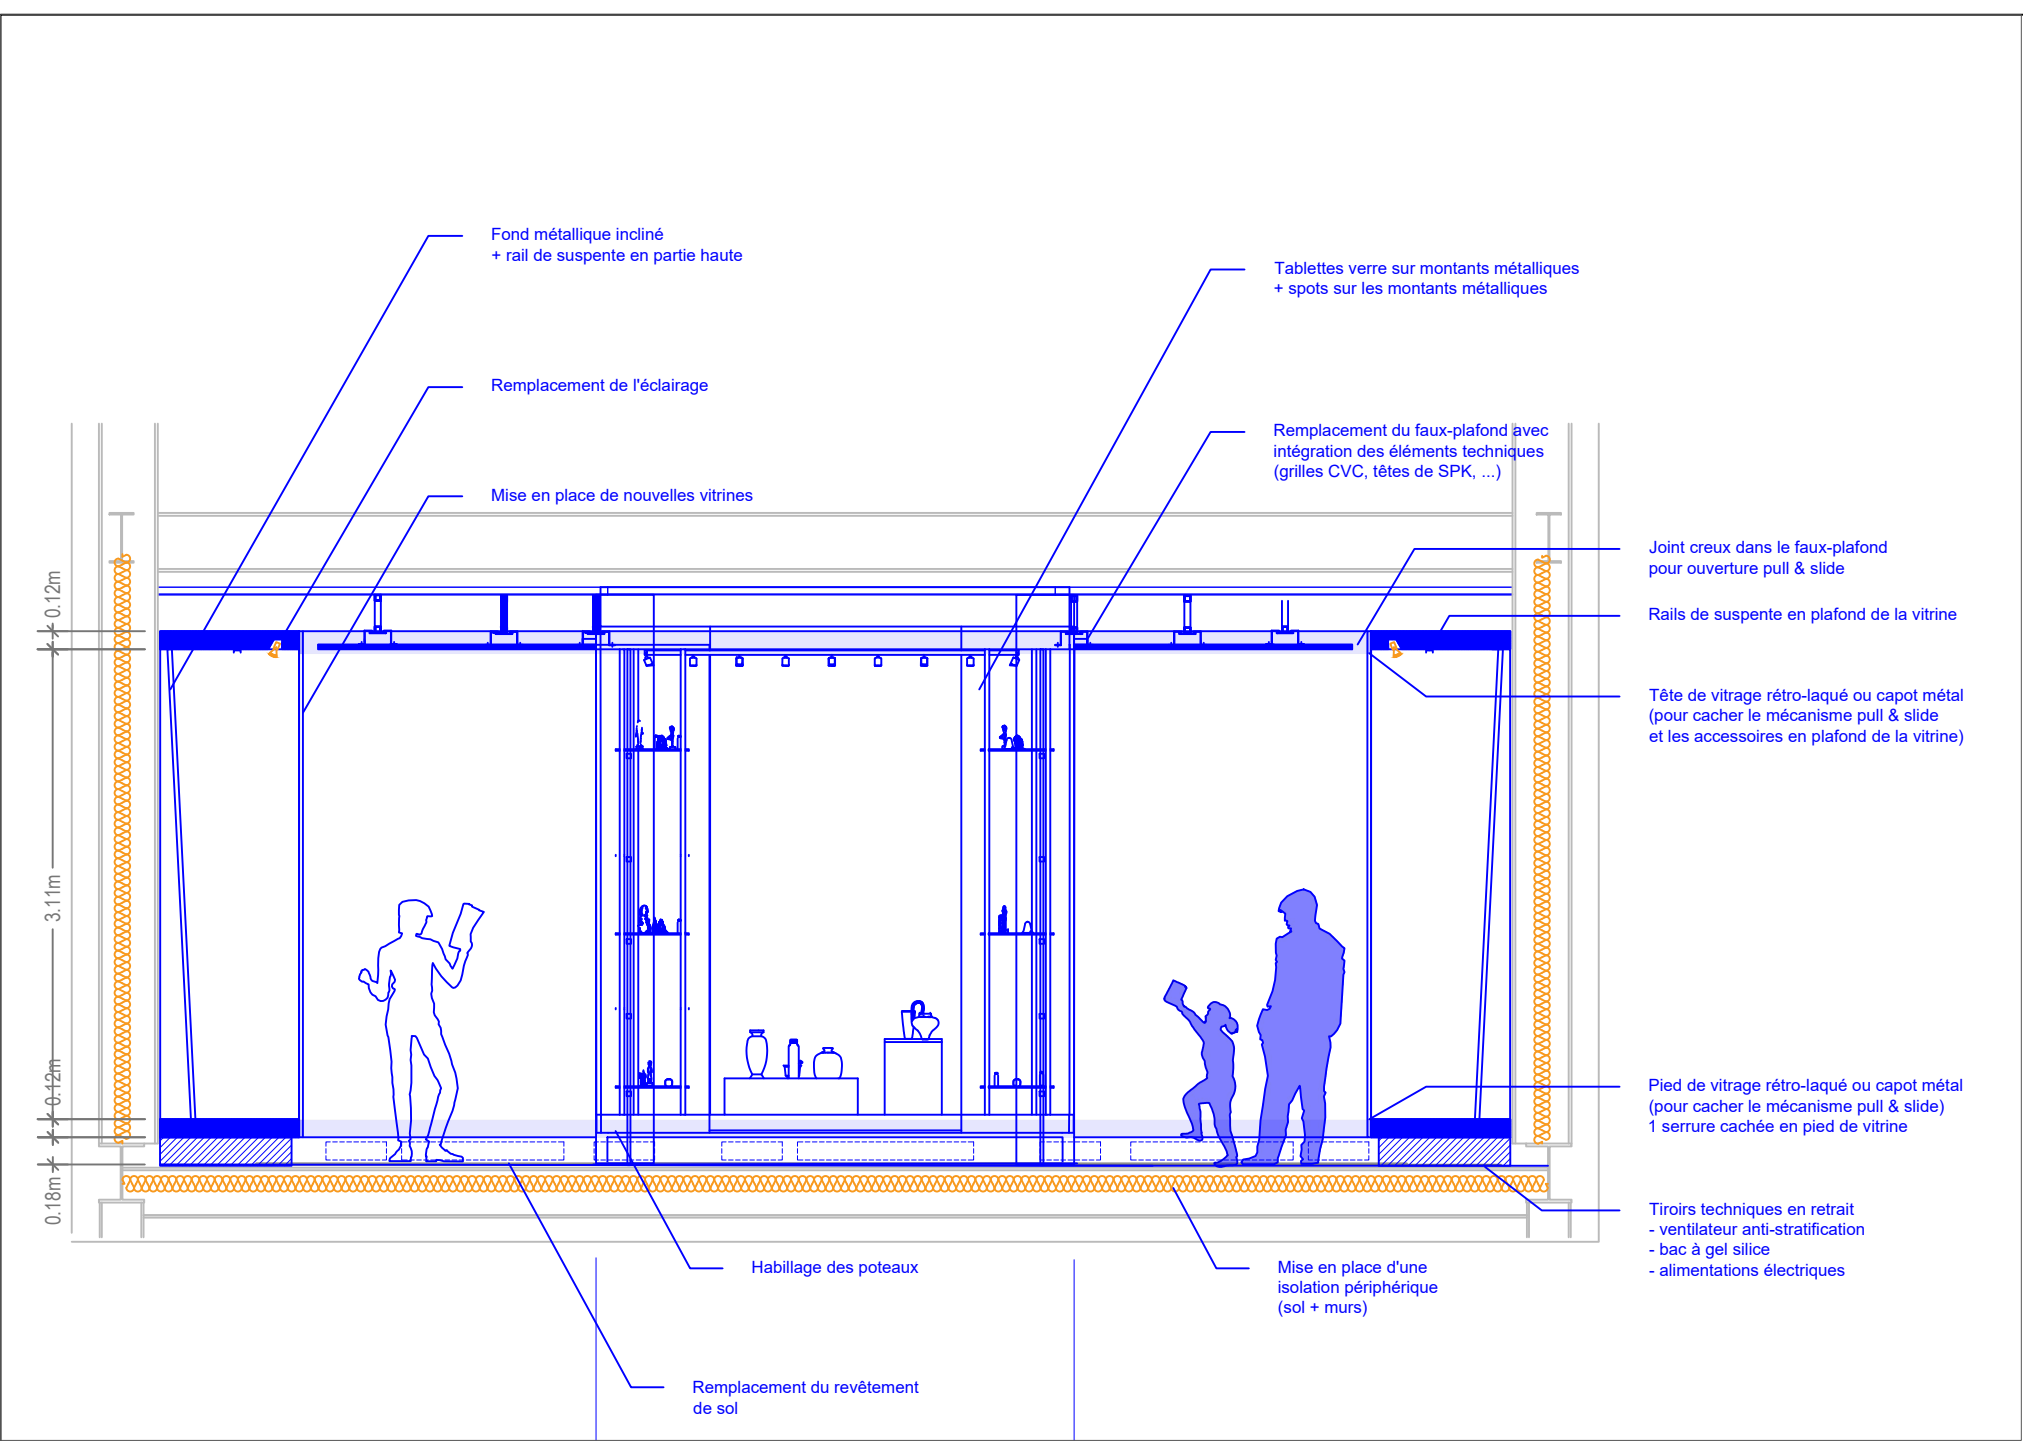 Fond métallique incliné
+ rail de suspente en partie haute
Tablettes verre sur montants métalliques
+ spots sur les montants métalliques
Remplacement de l'éclairage
Remplacement du faux-plafond avec
intégration des éléments techniques
(grilles CVC, têtes de SPK, ...)
Mise en place de nouvelles vitrines
Joint creux dans le faux-plafond
pour ouverture pull & slide
Rails de suspente en plafond de la vitrine
Tête de vitrage rétro-laqué ou capot métal
(pour cacher le mécanisme pull & slide
et les accessoires en plafond de la vitrine)
0.12m
3.11m
0.12m
0.18m
Pied de vitrage rétro-laqué ou capot métal
(pour cacher le mécanisme pull & slide)
1 serrure cachée en pied de vitrine
Tiroirs techniques en retrait
- ventilateur anti-stratification
- bac à gel silice
- alimentations électriques
Habillage des poteaux
Mise en place d'une
isolation périphérique
(sol + murs)
Remplacement du revêtement
de sol